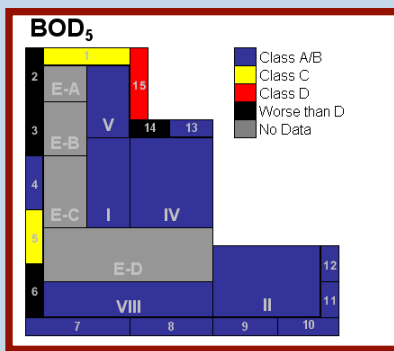 BOD5
1
Class A/B
2
E-A
15
Class C
Class D
V
14
13
Worse than D
3
E-B
No Data
4
E-C
I
IV
5
E-D
12
6
VIII
II
11
7
8
9
10